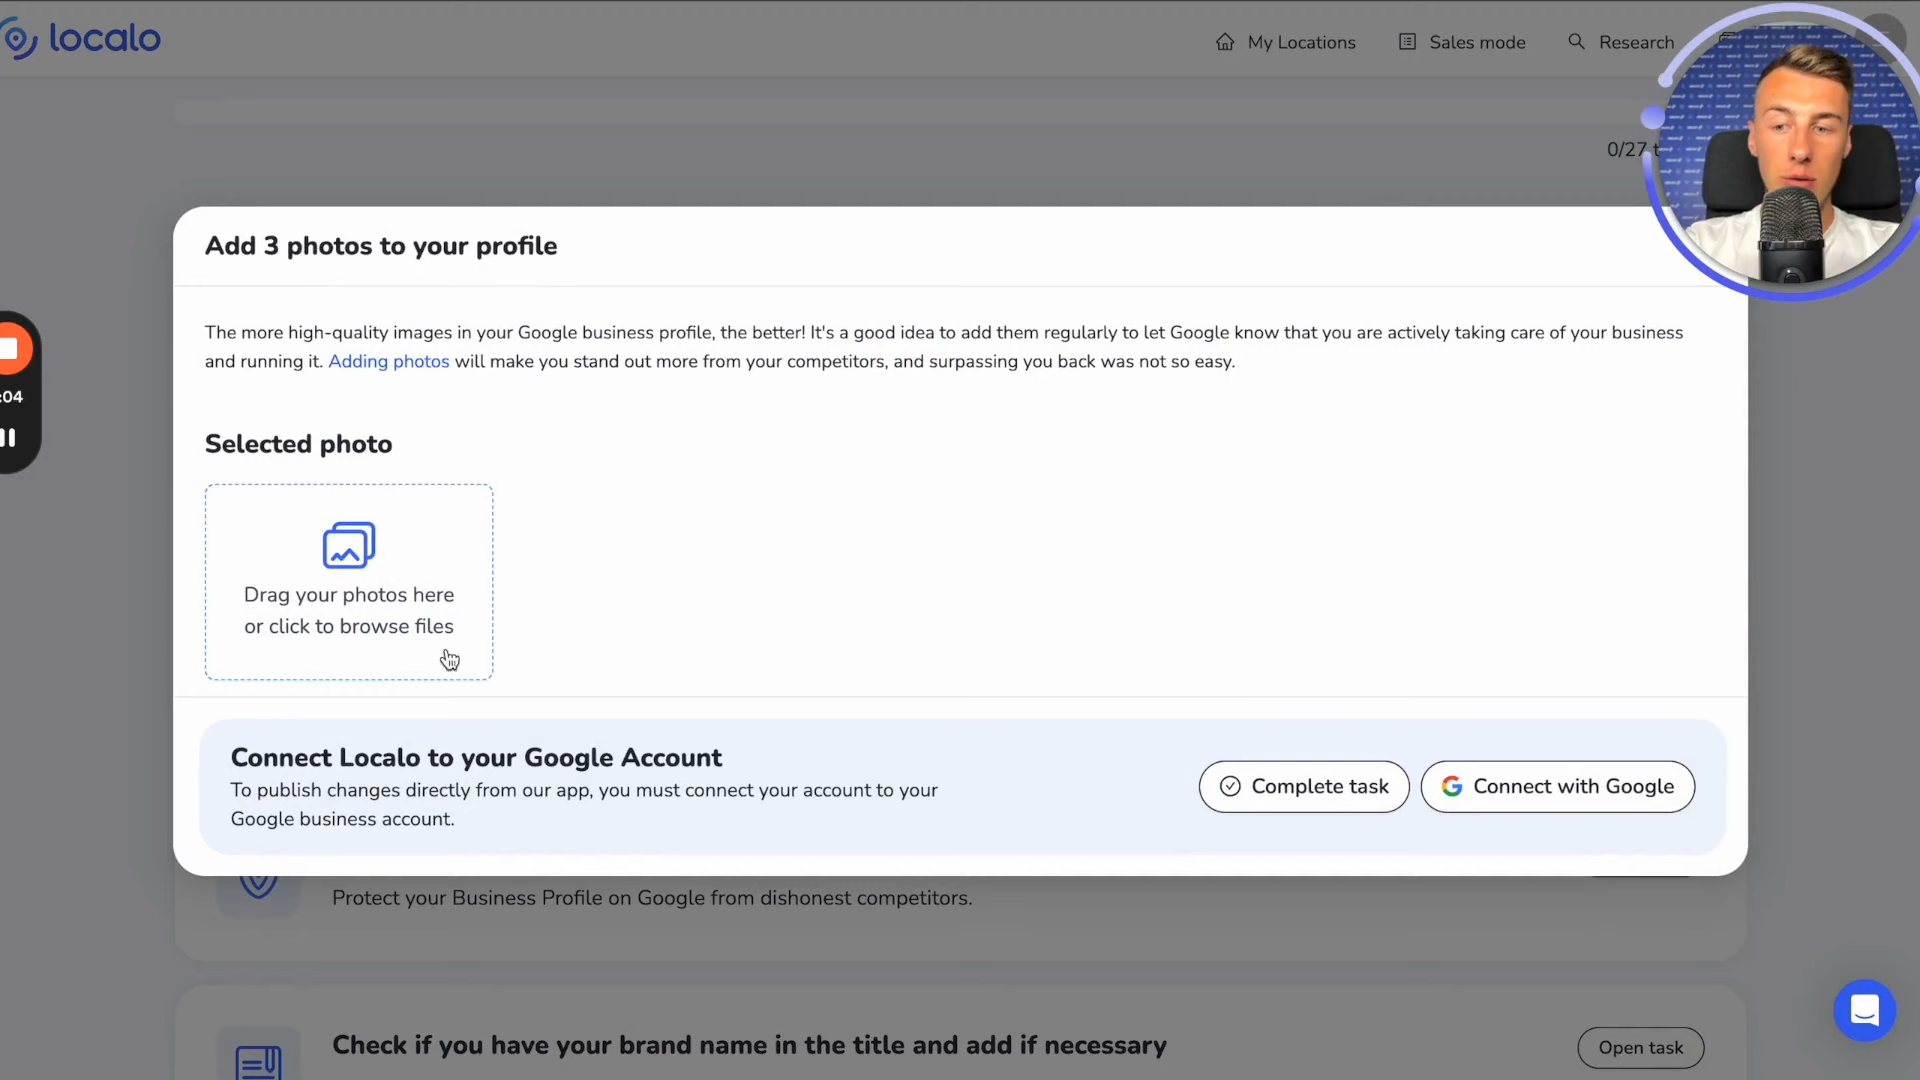 localo
My Locations
Sales mode
Research
0/27
Add 3 photos to your profile
The more high-quality images in your Google business profile, the better! It's a good idea to add them regularly to let Google know that you are actively taking care of your business
and running it. Adding photos will make you stand out more from your competitors, and surpassing you back was not so easy.
:04
Selected photo
Drag your photos here
or click to browse files
Connect Localo to your Google Account
To publish changes directly from our app, you must connect your account to your
Google business account.
Complete task
Connect with Google
Protect your Business Profile on Google from dishonest competitors.
Check if you have your brand name in the title and add if necessary
Open task